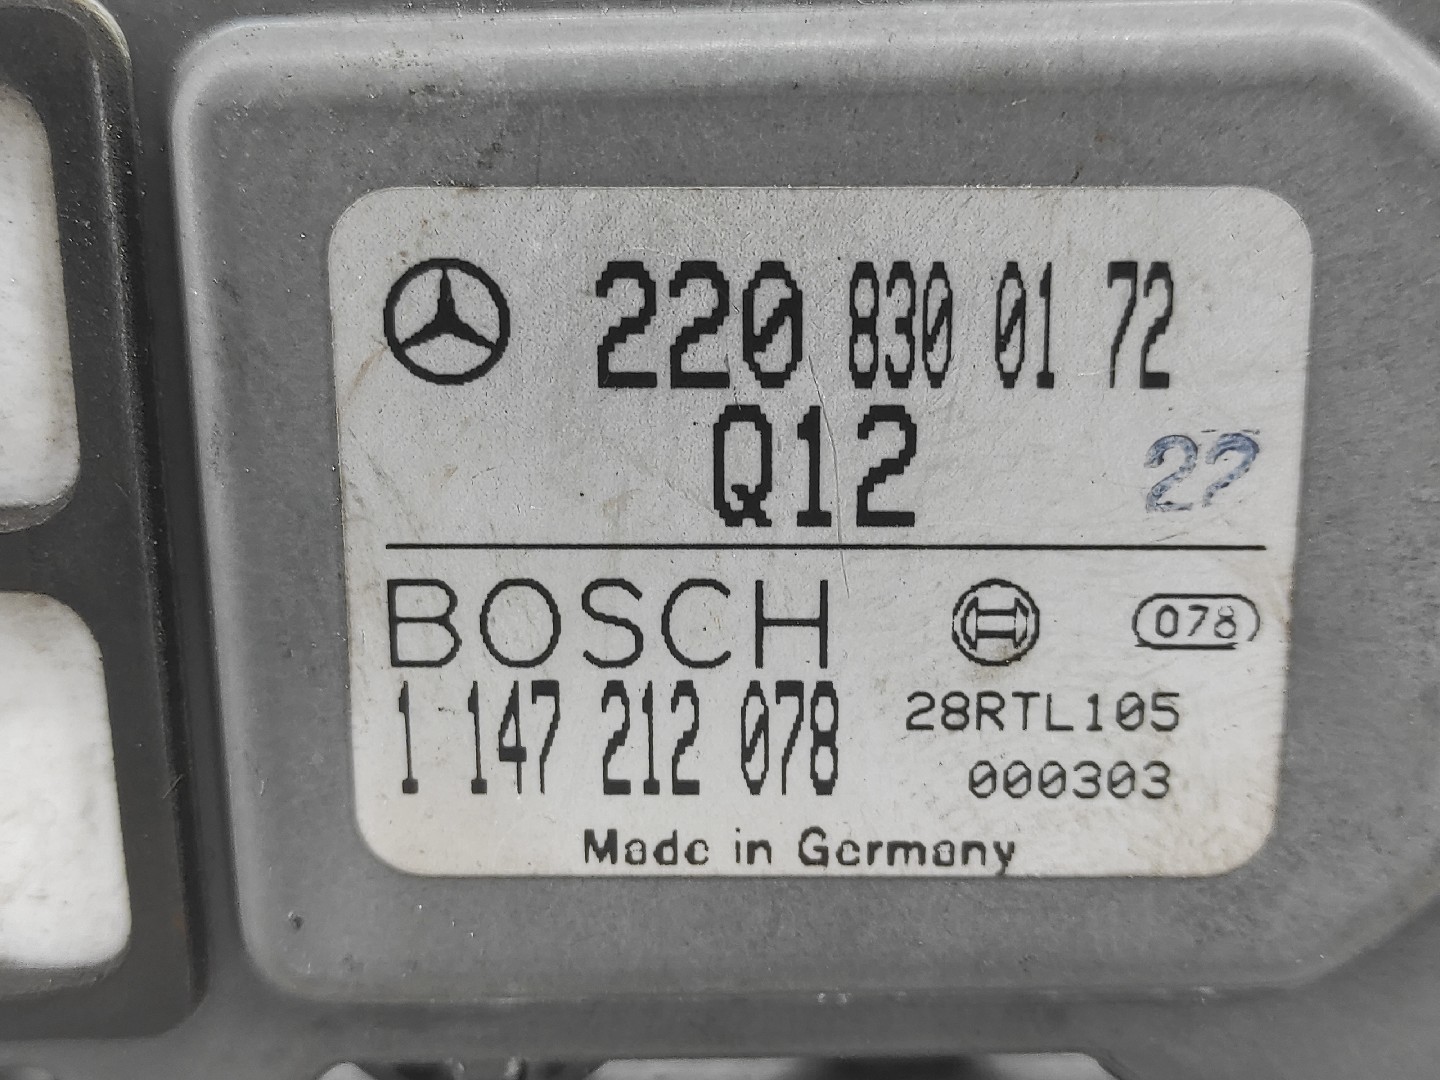 220 830 01 72
Q12
22
BOSCH
078
1 147 212 078
28RTL105
000303
Made in Germany